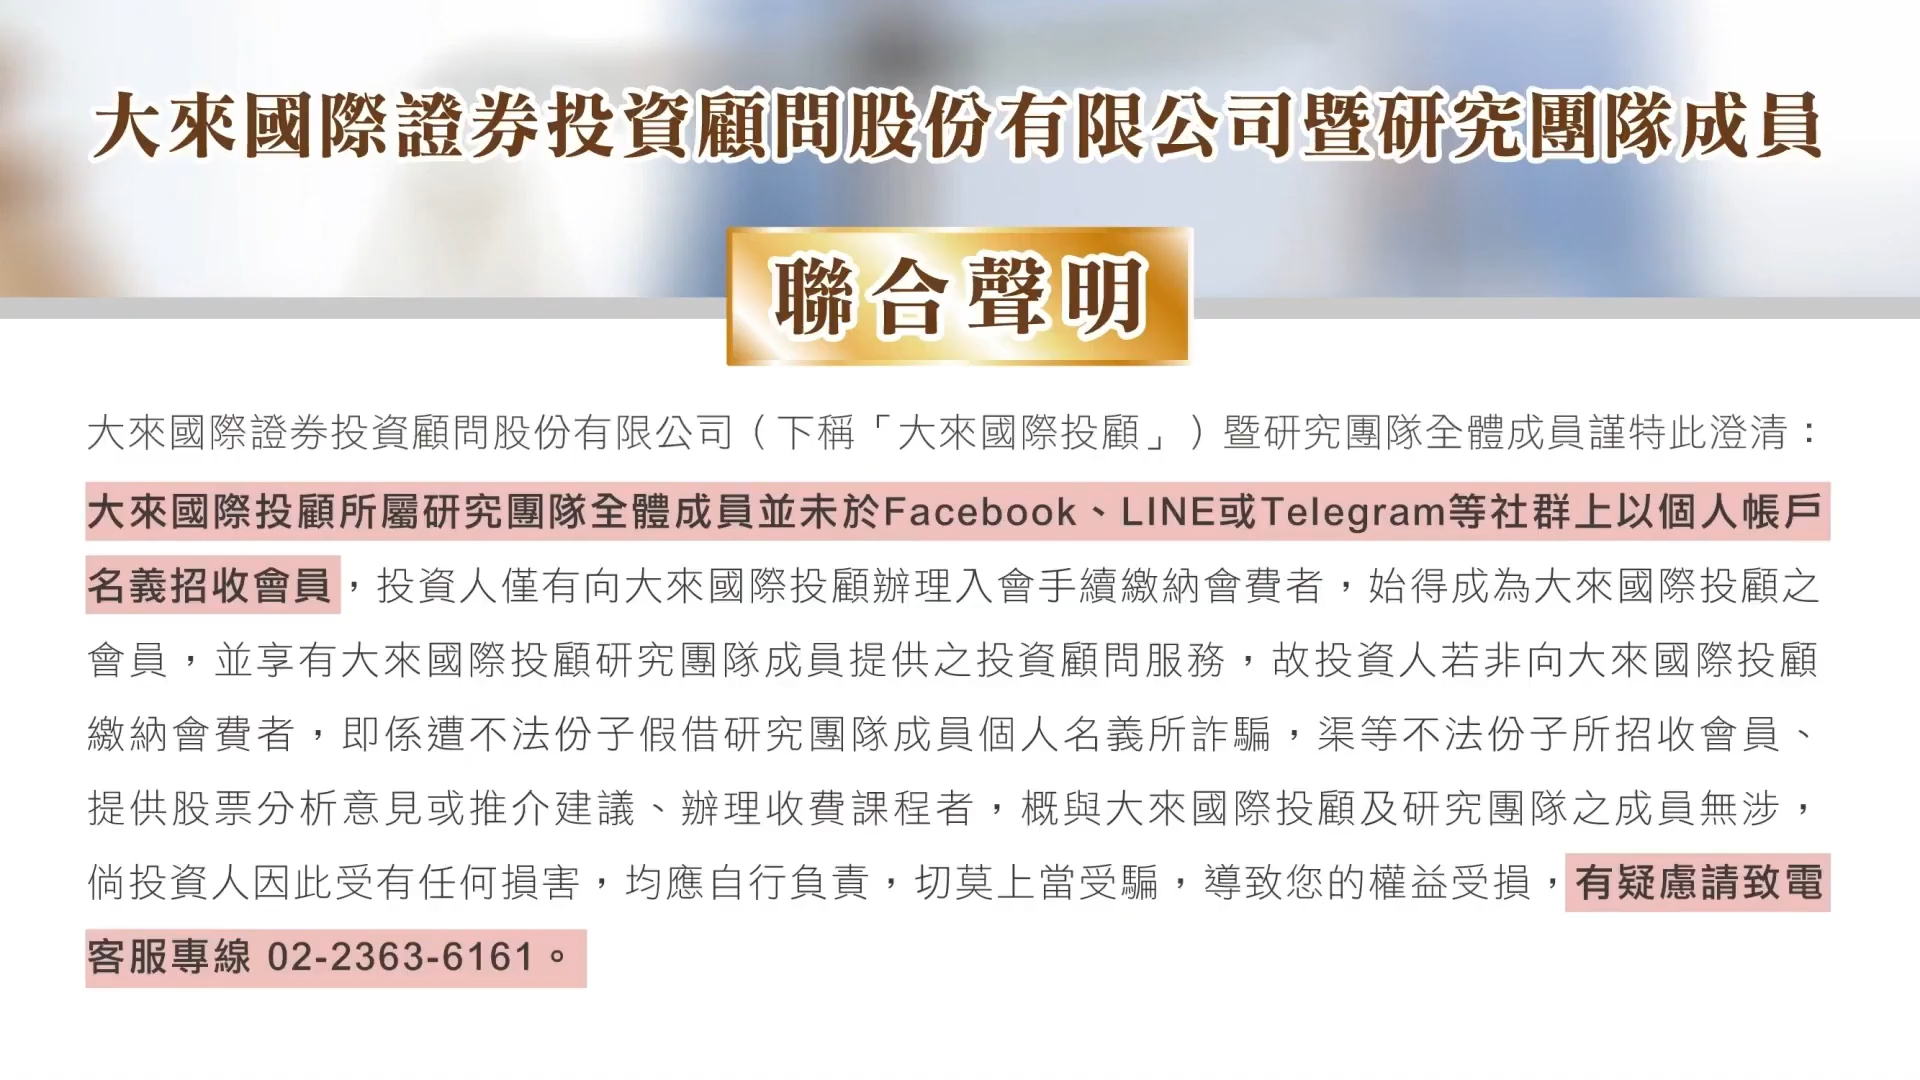 大來國際證券投資顧問股份有限公司暨研究團隊成員
聯合聲明
大來國際證券投資顧問股份有限公司（下稱「大來國際投顧」）暨研究團隊全體成員謹特此澄清：
大來國際投顧所屬研究團隊全體成員並未於Facebook、LINE或Telegram等社群上以個人帳戶
名義招收會員，投資人僅有向大來國際投顧辦理入會手續繳納會費者，始得成為大來國際投顧之
會員，並享有大來國際投顧研究團隊成員提供之投資顧問服務，故投資人若非向大來國際投顧
繳納會費者，即係遭不法份子假借研究團隊成員個人名義所詐騙，渠等不法份子所招收會員、
提供股票分析意見或推介建議、辦理收費課程者，概與大來國際投顧及研究團隊之成員無涉，
倘投資人因此受有任何損害，均應自行負責，切莫上當受騙，導致您的權益受損，有疑慮請致電
客服專線 02-2363-6161。